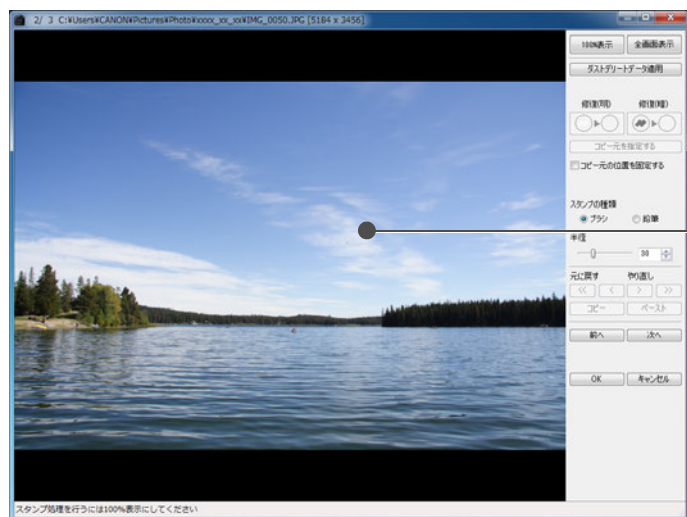 2/ 3 C:¥Users¥CANON¥Pictures¥Photo¥xxxx_xx_xx¥IMG_0050.JPG [5184 x 3456]
100%表示 全画面表示
ダストデリートデータ適用
修復(明) 修復(暗)
コピー元を指定する
コピー元の位置を固定する
スタンプの種類
ブラシ 鉛筆
半径
30
元に戻す やり直し
<< < > >>
コピー ペースト
前へ 次へ
OK キャンセル
スタンプ処理を行うには100%表示にしてください